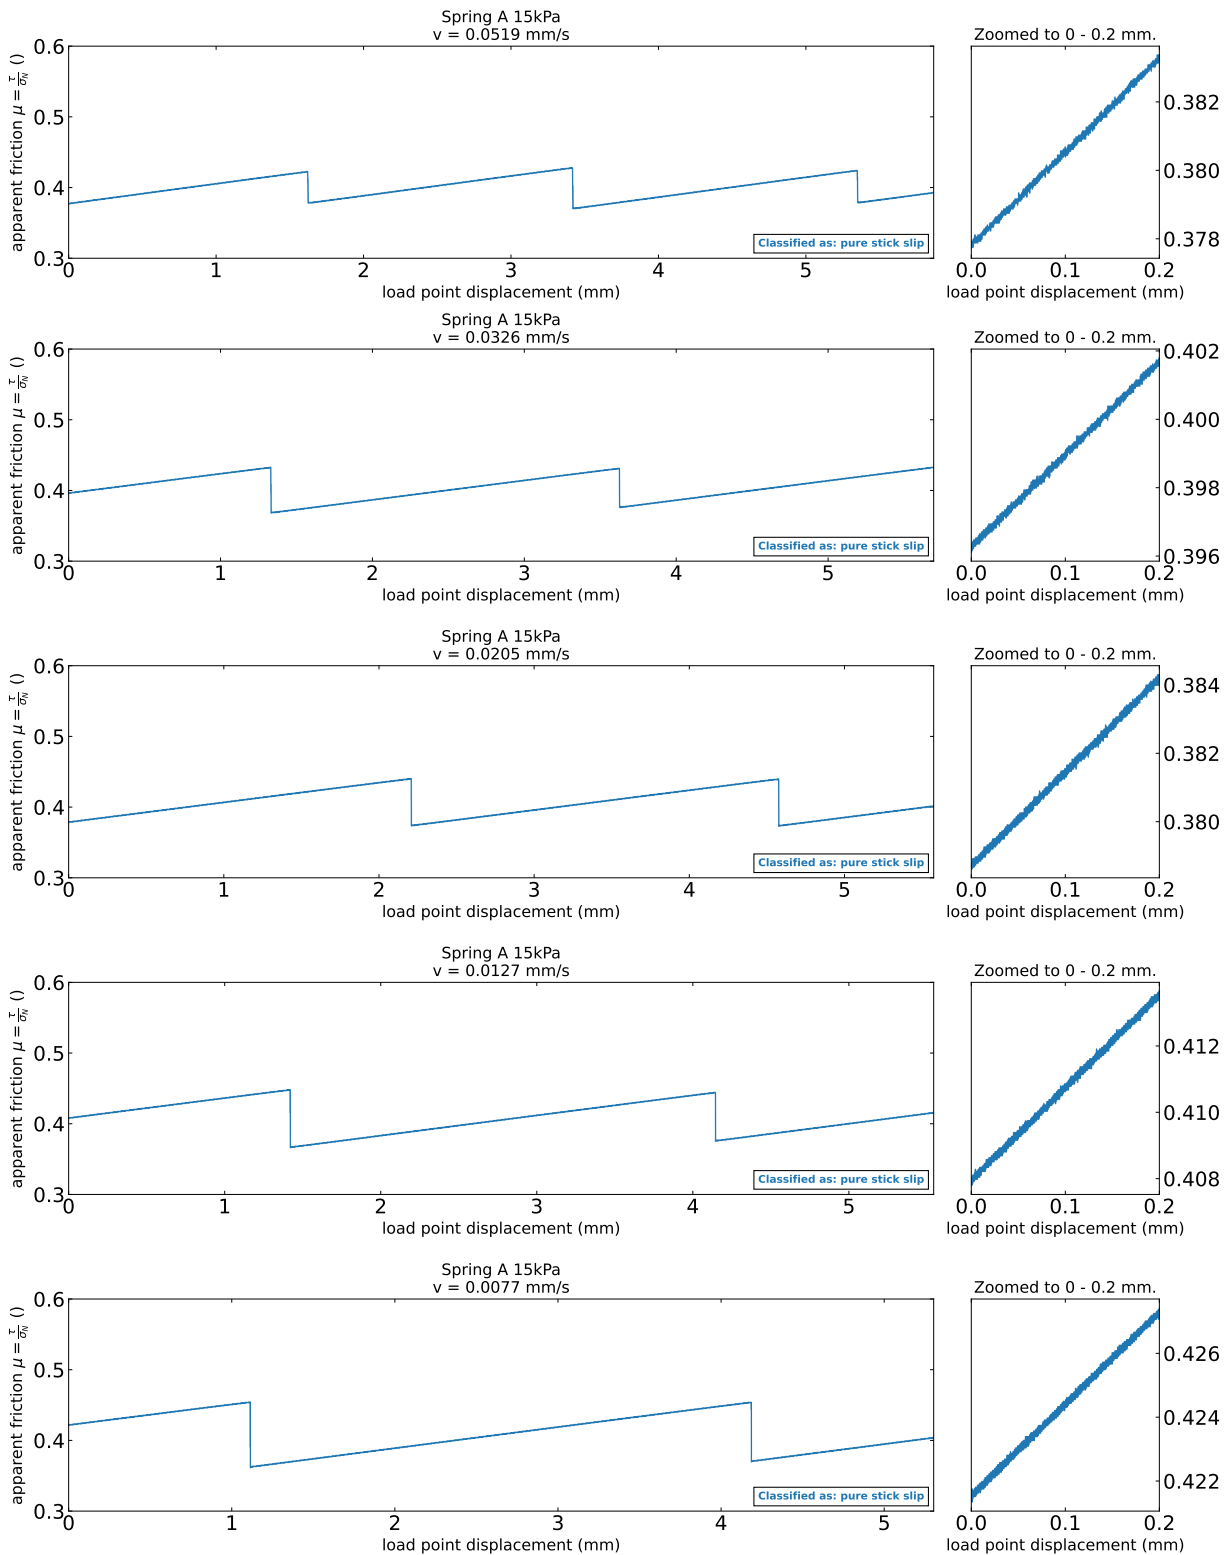 Spring A 15kPa
v = 0.0519 mm/s
Zoomed to 0 - 0.2 mm.
apparent friction μ = τ/σN ()
0.6
0.5
0.4
0.3
0 1 2 3 4 5
Classified as: pure stick slip
load point displacement (mm)
0.382
0.380
0.378
0.0 0.1 0.2
load point displacement (mm)
Spring A 15kPa
v = 0.0326 mm/s
Zoomed to 0 - 0.2 mm.
apparent friction μ = τ/σN ()
0.6
0.5
0.4
0.3
0 1 2 3 4 5
Classified as: pure stick slip
load point displacement (mm)
0.402
0.400
0.398
0.396
0.0 0.1 0.2
load point displacement (mm)
Spring A 15kPa
v = 0.0205 mm/s
Zoomed to 0 - 0.2 mm.
apparent friction μ = τ/σN ()
0.6
0.5
0.4
0.3
0 1 2 3 4 5
Classified as: pure stick slip
load point displacement (mm)
0.384
0.382
0.380
0.0 0.1 0.2
load point displacement (mm)
Spring A 15kPa
v = 0.0127 mm/s
Zoomed to 0 - 0.2 mm.
apparent friction μ = τ/σN ()
0.6
0.5
0.4
0.3
0 1 2 3 4 5
Classified as: pure stick slip
load point displacement (mm)
0.412
0.410
0.408
0.0 0.1 0.2
load point displacement (mm)
Spring A 15kPa
v = 0.0077 mm/s
Zoomed to 0 - 0.2 mm.
apparent friction μ = τ/σN ()
0.6
0.5
0.4
0.3
0 1 2 3 4 5
Classified as: pure stick slip
load point displacement (mm)
0.426
0.424
0.422
0.0 0.1 0.2
load point displacement (mm)